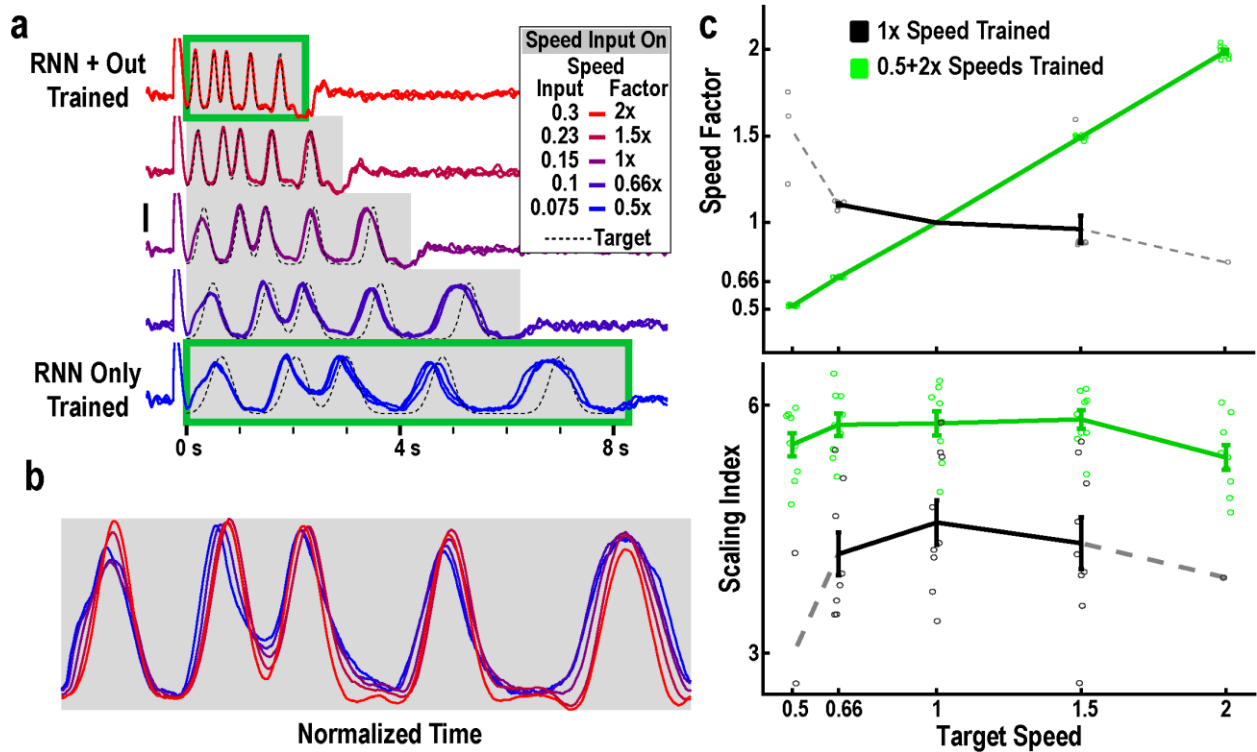 a
RNN + Out
Trained
Speed Input On
Speed
Input Factor
0.3 2x
0.23 1.5x
0.15 1x
0.1 0.66x
0.075 0.5x
Target
RNN Only
Trained
0 s 4 s 8 s
b
Normalized Time
c
1x Speed Trained
0.5+2x Speeds Trained
Speed Factor
2
1.5
1
0.66
0.5
Scaling Index
6
3
0.5 0.66 1 1.5 2
Target Speed